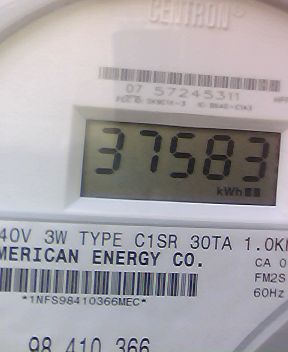 CENTRON®
07 57245311
37583
kWh
40V 3W TYPE C1SR 30TA 1.0K
MERICAN ENERGY CO.
CA 0
FM2S
60Hz
*1NFS98410366MEC*
98 410 366